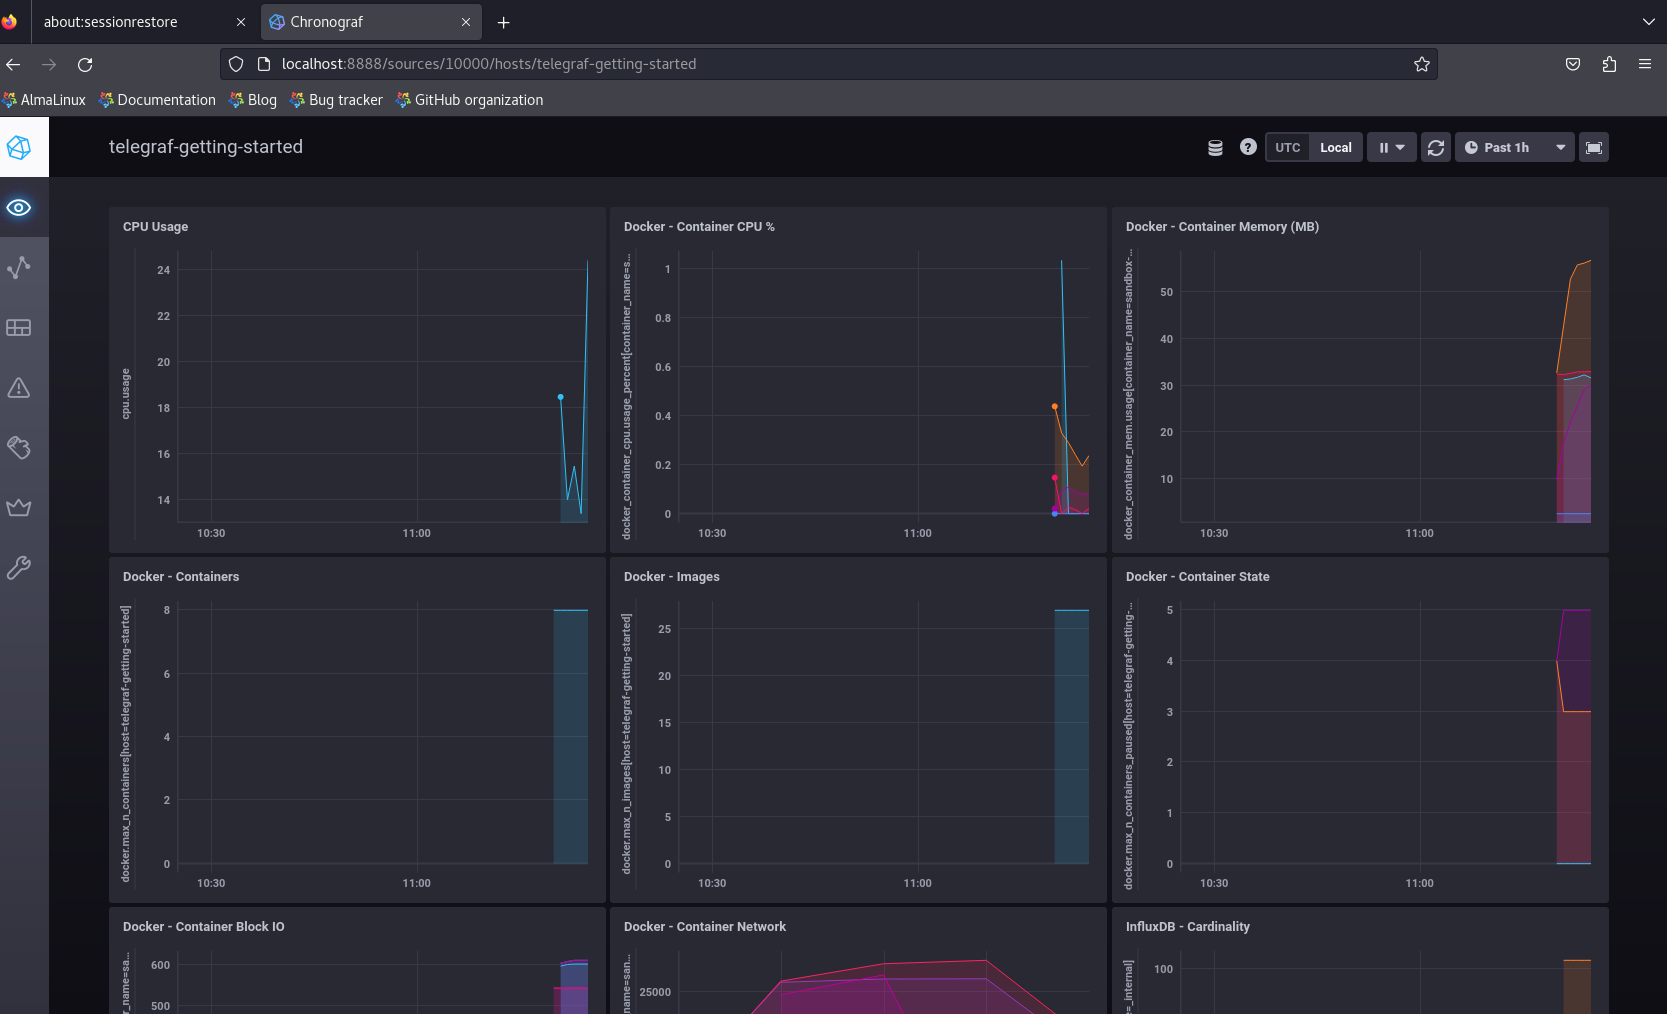 about:sessionrestore
Chronograf
localhost:8888/sources/10000/hosts/telegraf-getting-started
AlmaLinux
Documentation
Blog
Bug tracker
GitHub organization
telegraf-getting-started
UTC
Local
Past 1h
CPU Usage
cpu.usage
24
22
20
18
16
14
10:30
11:00
Docker - Container CPU %
docker_container_cpu.usage_percent[container_name=s...
1
0.8
0.6
0.4
0.2
0
10:30
11:00
Docker - Container Memory (MB)
docker_container_mem.usage[container_name=sandbox-...
50
40
30
20
10
10:30
11:00
Docker - Containers
docker.max_n_containers[host=telegraf-getting-started]
8
6
4
2
0
10:30
11:00
Docker - Images
docker.max_n_images[host=telegraf-getting-started]
25
20
15
10
5
0
10:30
11:00
Docker - Container State
docker.max_n_containers_paused[host=telegraf-getting-...
5
4
3
2
1
0
10:30
11:00
Docker - Container Block IO
r_name=sa...
600
500
Docker - Container Network
name=san...
25000
InfluxDB - Cardinality
=_internal]
100